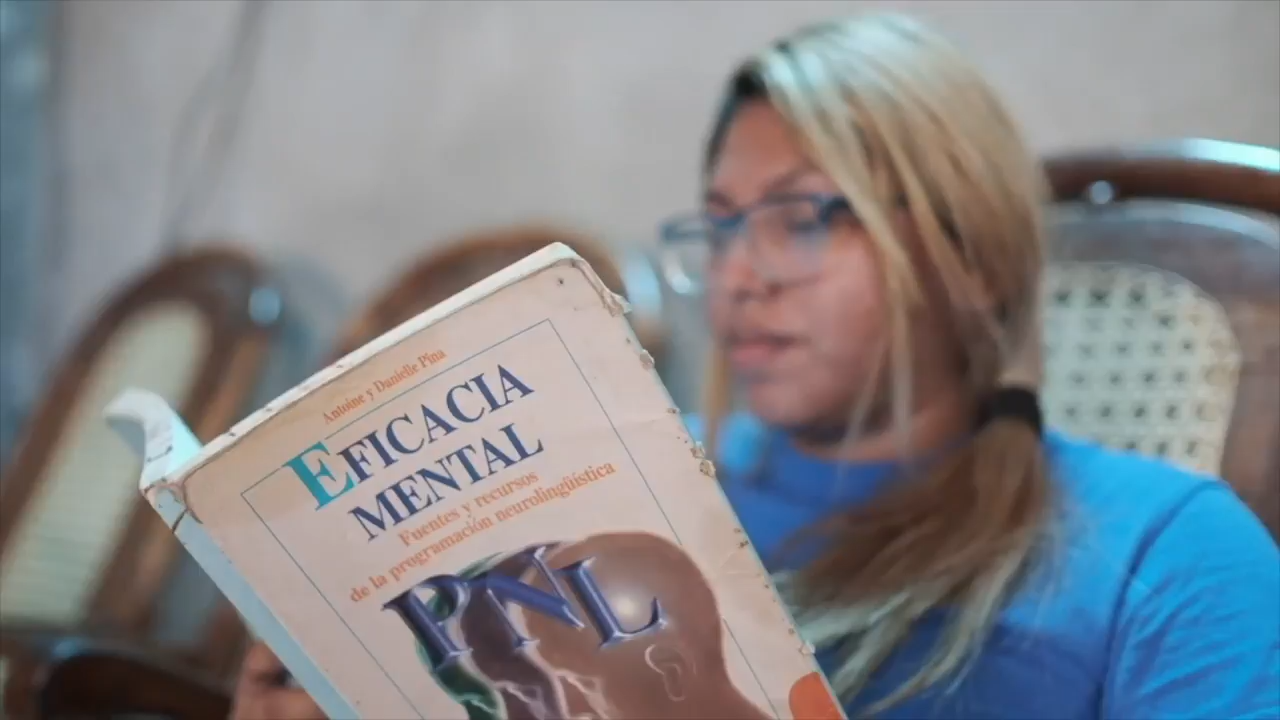 Antoine y Danielle Pina
EFICACIA
MENTAL
Fuentes y recursos
de la programación neurolingüística
PNL